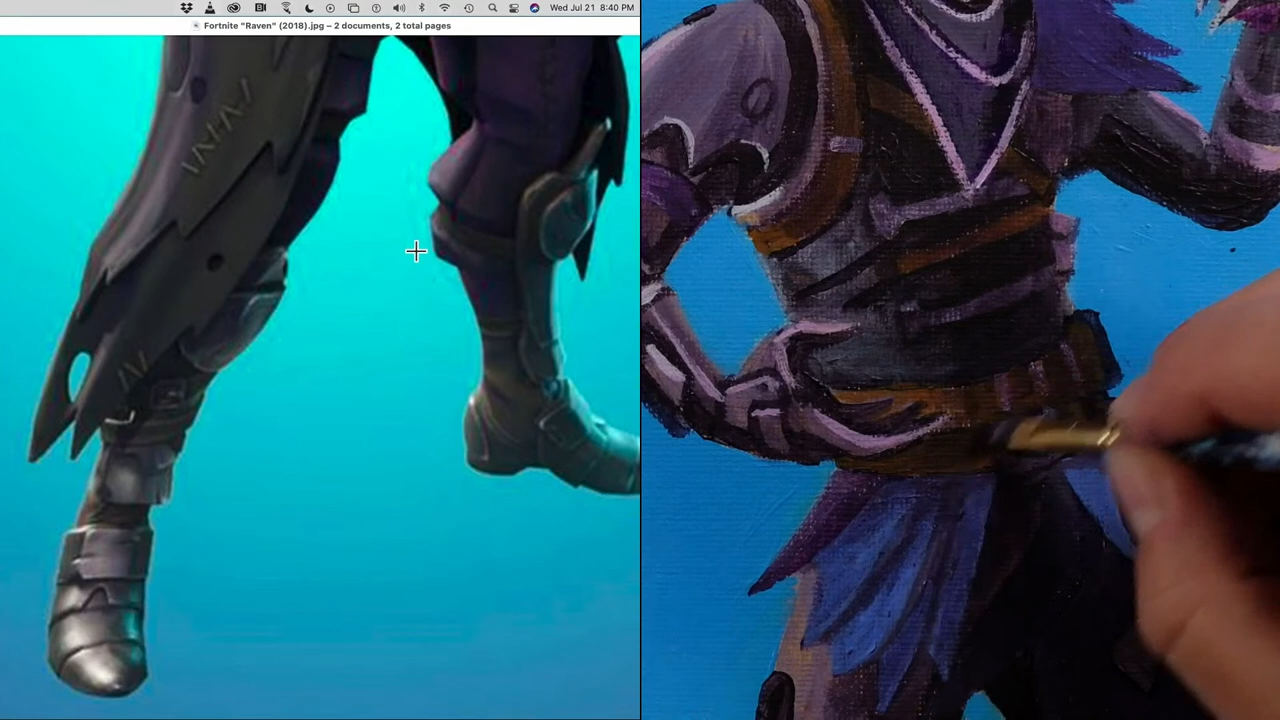 Wed Jul 21 8:40 PM
Fortnite "Raven" (2018).jpg – 2 documents, 2 total pages